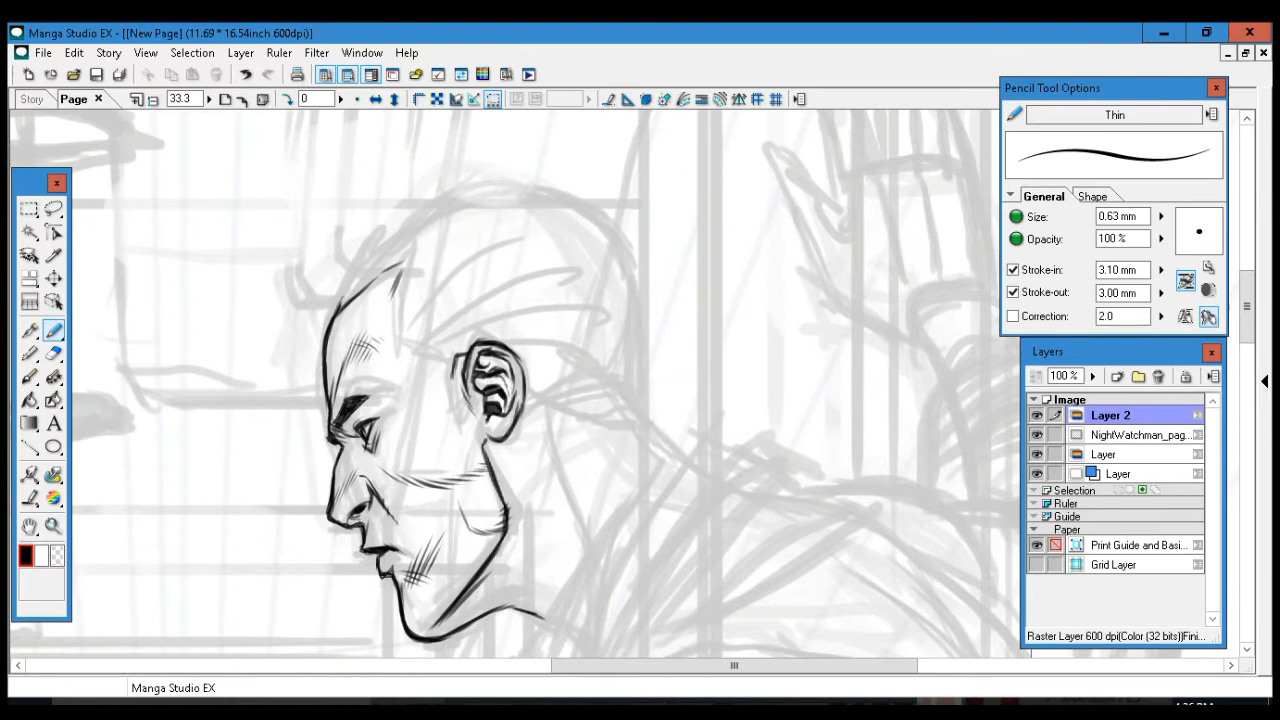 Manga Studio EX - [[New Page] (11.69 * 16.54inch 600dpi)]
File Edit Story View Selection Layer Ruler Filter Window Help
Story Page 33.3 0
Pencil Tool Options
Thin
General Shape
Size: 0.63 mm
Opacity: 100 %
Stroke-in: 3.10 mm
Stroke-out: 3.00 mm
Correction: 2.0
Layers
100 %
Image
Layer 2
NightWatchman_pag...
Layer
Layer
Selection
Ruler
Guide
Paper
Print Guide and Basi...
Grid Layer
Raster Layer 600 dpi(Color (32 bits))Fini...
Manga Studio EX